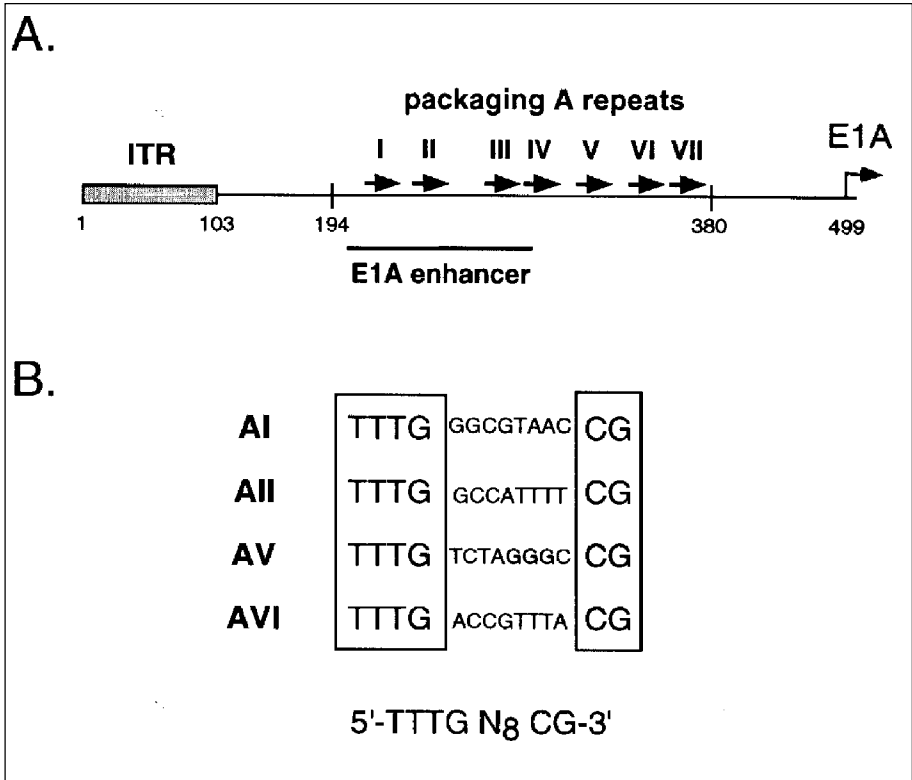 A.
packaging A repeats
E1A
ITR
I II III IV V VI VII
1 103 194 380 499
E1A enhancer
B.
AI TTTG GGCGTAAC CG
AII TTTG GCCATTTT CG
AV TTTG TCTAGGGC CG
AVI TTTG ACCGTTTA CG
5'-TTTG N8 CG-3'